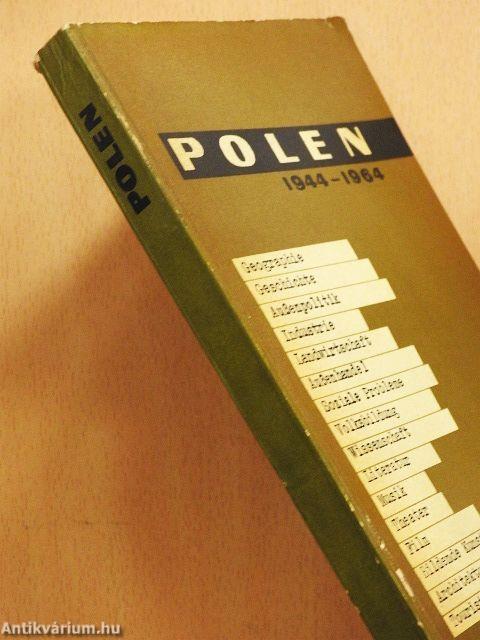 POLEN
POLEN
1944-1964
Geographie
Geschichte
Außenpolitik
Industrie
Landwirtschaft
Außenhandel
Soziale Probleme
Volksbildung
Wissenschaft
Literatur
Musik
Theater
Film
Bildende
Antikvárium.hu